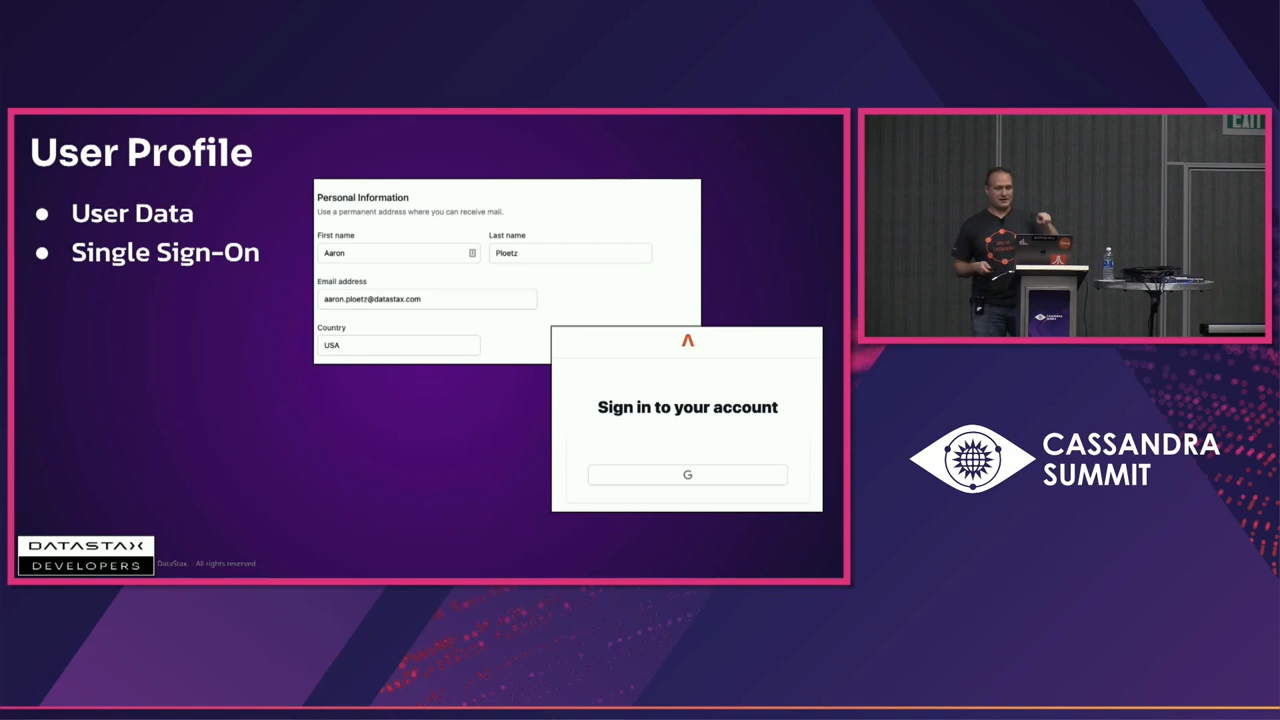 User Profile
● User Data
● Single Sign-On
Personal Information
Use a permanent address where you can receive mail.
First name
Last name
Aaron
Ploetz
Email address
aaron.ploetz@datastax.com
Country
USA
Sign in to your account
G
DATASTAX
DEVELOPERS
DataStax. - All rights reserved
EXIT
CASSANDRA
SUMMIT